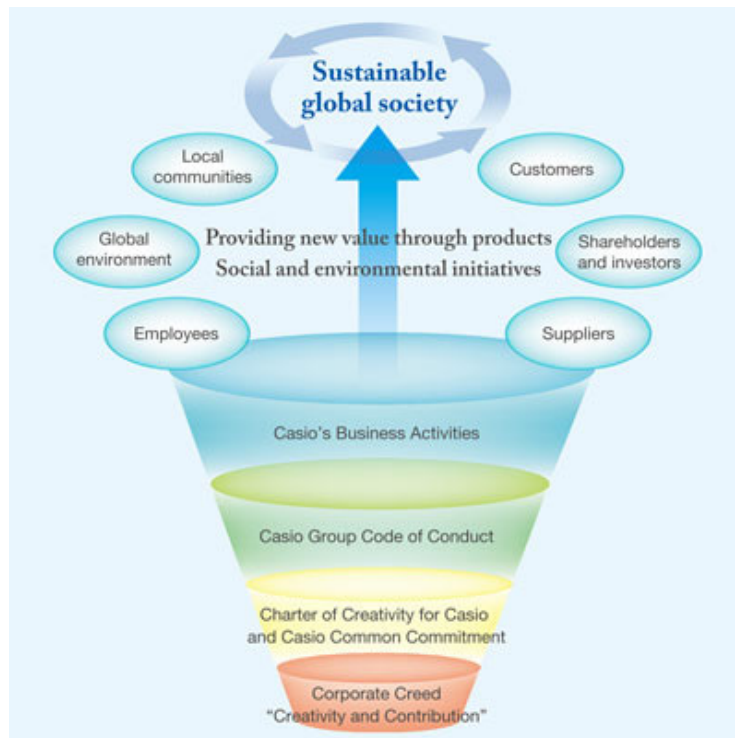 Sustainable
global society
Local
communities
Customers
Global
environment
Providing new value through products
Social and environmental initiatives
Shareholders
and investors
Employees
Suppliers
Casio's Business Activities
Casio Group Code of Conduct
Charter of Creativity for Casio
and Casio Common Commitment
Corporate Creed
"Creativity and Contribution"